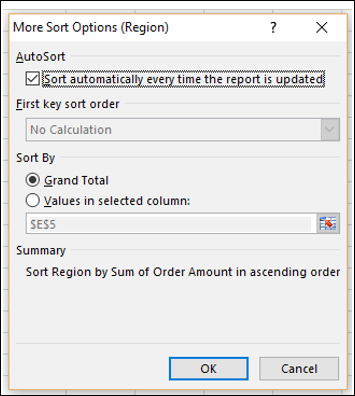 More Sort Options (Region)
?
AutoSort
Sort automatically every time the report is updated
First key sort order
No Calculation
Sort By
Grand Total
Values in selected column:
$E$5
Summary
Sort Region by Sum of Order Amount in ascending order
OK
Cancel